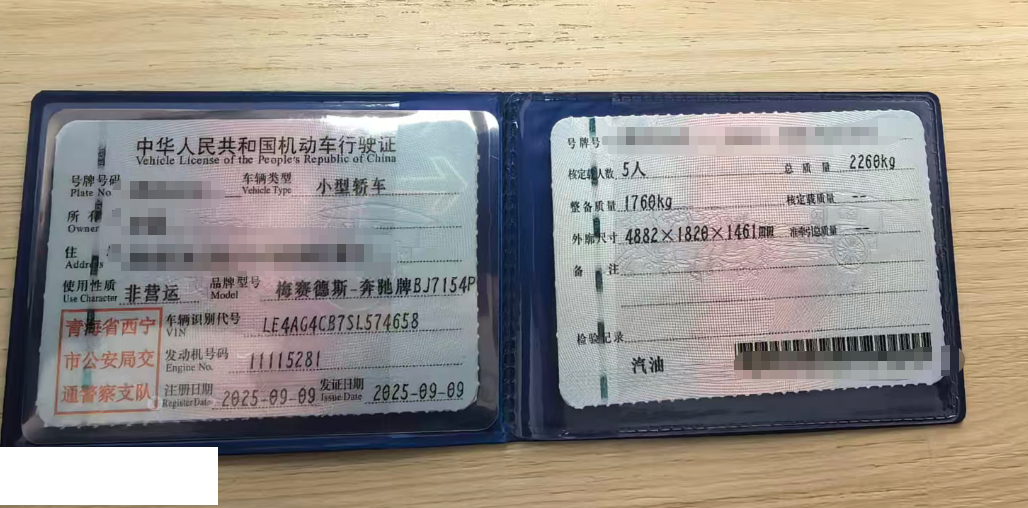 中华人民共和国机动车行驶证
Vehicle License of the People's Republic of China
号牌号码 Plate No
车辆类型 Vehicle Type 小型轿车
所有 Owner
住 Address
使用性质 Use Character 非营运 品牌型号 Model 梅赛德斯-奔驰牌BJ7154P
青海省西宁
市公安局交
通警察支队
车辆识别代号 VIN LE4AG4CB7SL574658
发动机号码 Engine No. 11115281
注册日期 Register Date 2025-09-09 发证日期 Issue Date 2025-09-09
号牌号
核定载人数 5人 总质量 2260kg
整备质量 1760kg 核定载质量 --
外廓尺寸 4882×1820×1461 准牵引总质量 --
备注
检验记录
汽油